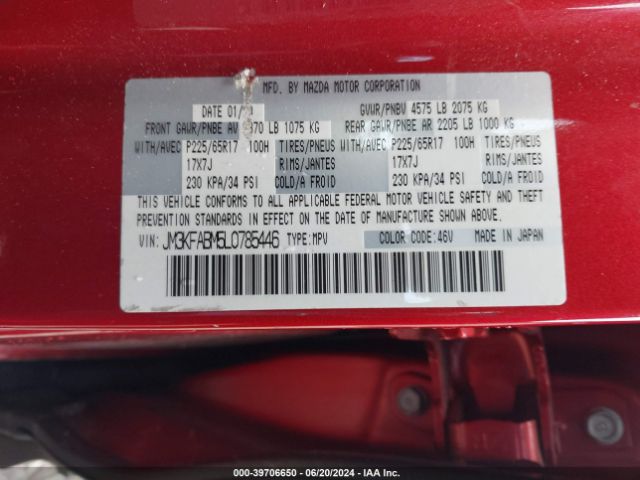 MFD. BY MAZDA MOTOR CORPORATION
DATE 01/ GVWR/PNBV 4575 LB 2075 KG
FRONT GAWR/PNBE AV 2370 LB 1075 KG REAR GAWR/PNBE AR 2205 LB 1000 KG
WITH/AVEC P225/65R17 100H TIRES/PNEUS WITH/AVEC P225/65R17 100H TIRES/PNEUS
17X7J RIMS/JANTES 17X7J RIMS/JANTES
230 KPA/34 PSI COLD/A FROID 230 KPA/34 PSI COLD/A FROID
THIS VEHICLE CONFORMS TO ALL APPLICABLE FEDERAL MOTOR VEHICLE SAFETY AND THEFT
PREVENTION STANDARDS IN EFFECT ON THE DATE OF MANUFACTURE SHOWN ABOVE.
VIN: JM3KFABM5L0785446 TYPE:MPV COLOR CODE:46V MADE IN JAPAN
000-39706650 | 06/20/2024 | IAA Inc.